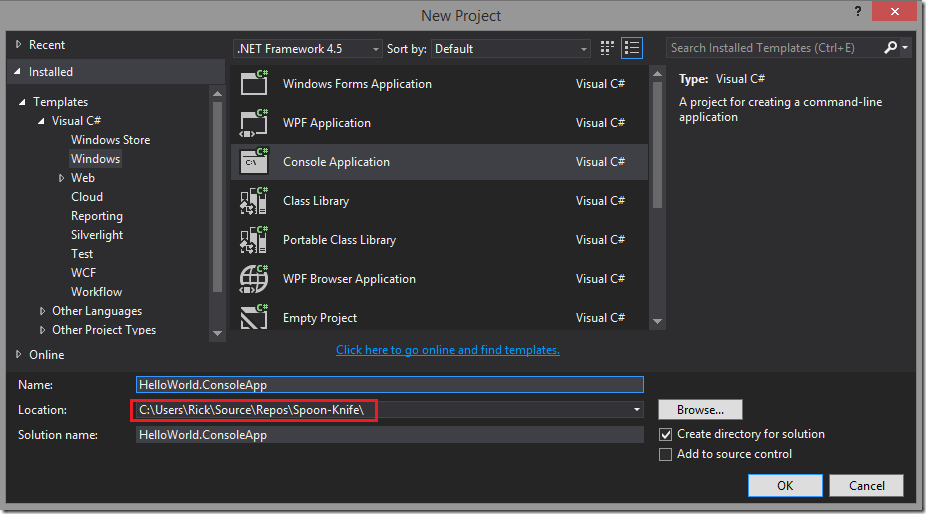 New Project
?
Recent
Installed
Templates
Visual C#
Windows Store
Windows
Web
Cloud
Reporting
Silverlight
Test
WCF
Workflow
Other Languages
Other Project Types
Online
.NET Framework 4.5
Sort by: Default
Search Installed Templates (Ctrl+E)
C# Windows Forms Application Visual C#
C# WPF Application Visual C#
C# C:\ Console Application Visual C#
C# Class Library Visual C#
C# Portable Class Library Visual C#
C# WPF Browser Application Visual C#
C# Empty Project Visual C#
Click here to go online and find templates.
Type: Visual C#
A project for creating a command-line
application
Name: HelloWorld.ConsoleApp
Location: C:\Users\Rick\Source\Repos\Spoon-Knife\
Browse...
Solution name: HelloWorld.ConsoleApp
Create directory for solution
Add to source control
OK Cancel